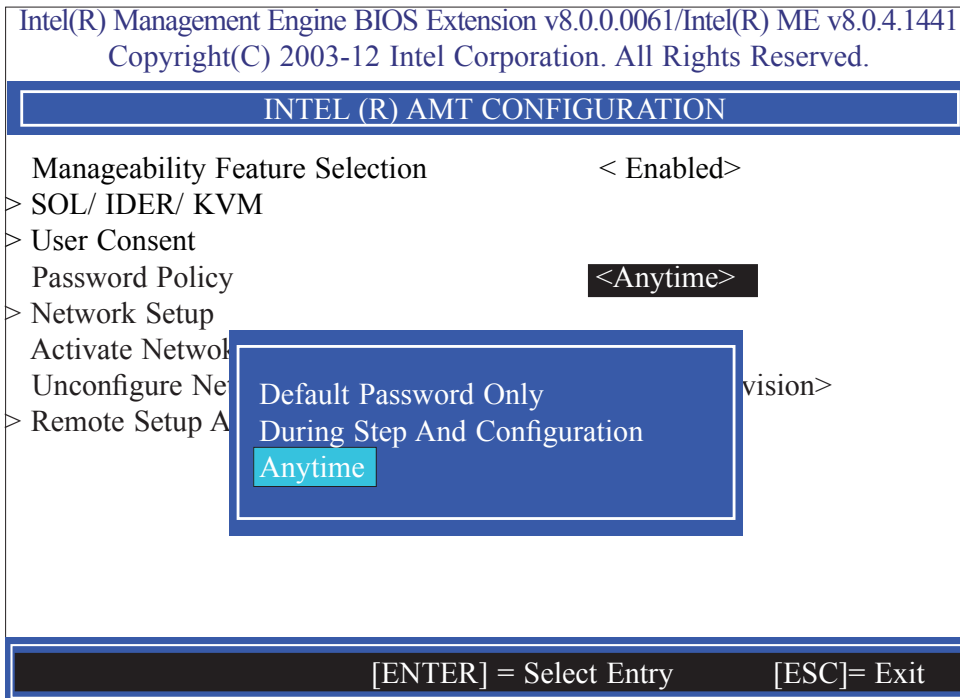 Intel(R) Management Engine BIOS Extension v8.0.0.0061/Intel(R) ME v8.0.4.1441
Copyright(C) 2003-12 Intel Corporation. All Rights Reserved.
INTEL (R) AMT CONFIGURATION
Manageability Feature Selection < Enabled>
> SOL/ IDER/ KVM
> User Consent
Password Policy <Anytime>
> Network Setup
Activate
Unconfigure vision>
> Remote Setup A
Default Password Only
During Step And Configuration
Anytime
[ENTER] = Select Entry [ESC]= Exit